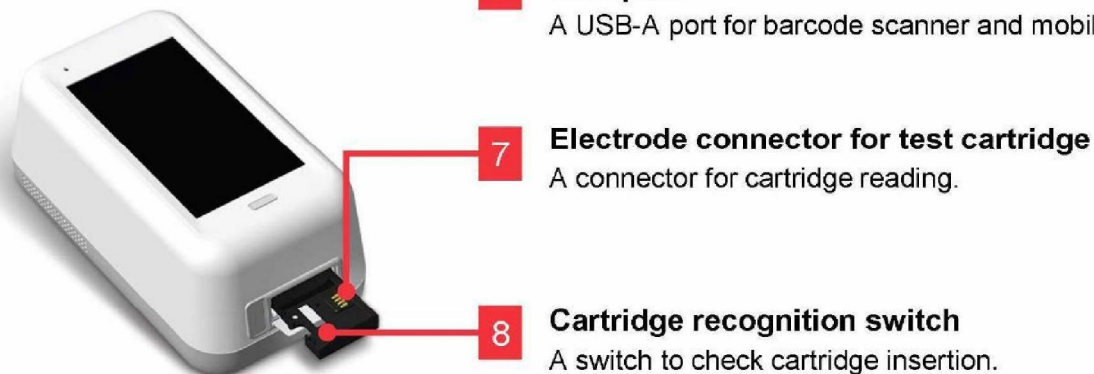 A USB-A port for barcode scanner and
7
Electrode connector for test cartridge
A connector for cartridge reading.
8
Cartridge recognition switch
A switch to check cartridge insertion.